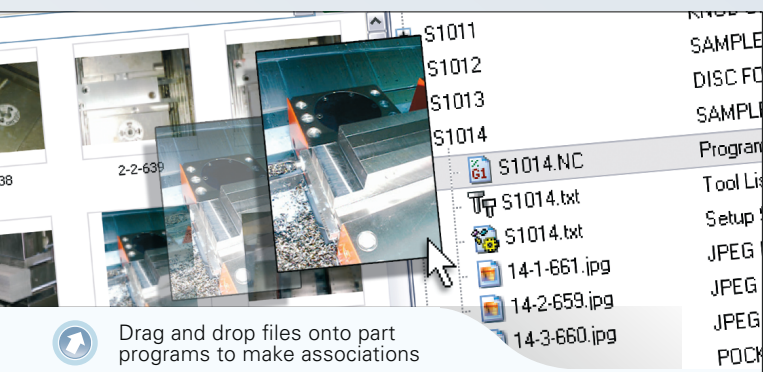 S1011
S1012
SAMPLE
S1013
DISC FO
S1014
SAMPL
S1014.NC
Program
S1014.txt
Tool Lis
S1014.txt
Setup
14-1-661.jpg
JPEG
14-2-659.jpg
JPEG
14-3-660.jpg
JPEG
POCK
38
2-2-639
Drag and drop files onto part
programs to make associations